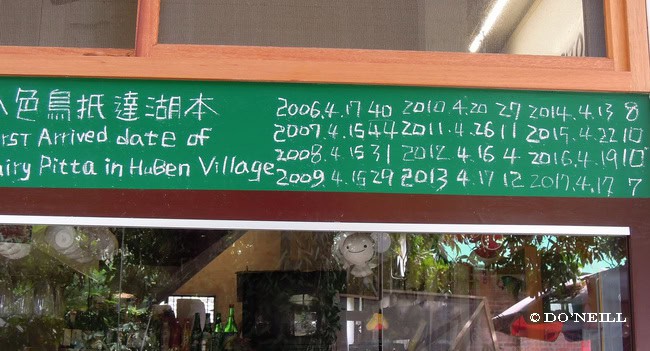 八色鳥抵達湖本
irST Arrived date of
airy Pitta in HuBen Village
2006.4.17 40 2010 4.20 27 2014.4.13 8
2007.4.15 44 2011.4.26 11 2015.4.22 10
2008.4.15 31 2012 4.16 4 2016.4.19 10
2009.4.15 29 2013 4.17 12 2017.4.17 7
© DO'NEILL